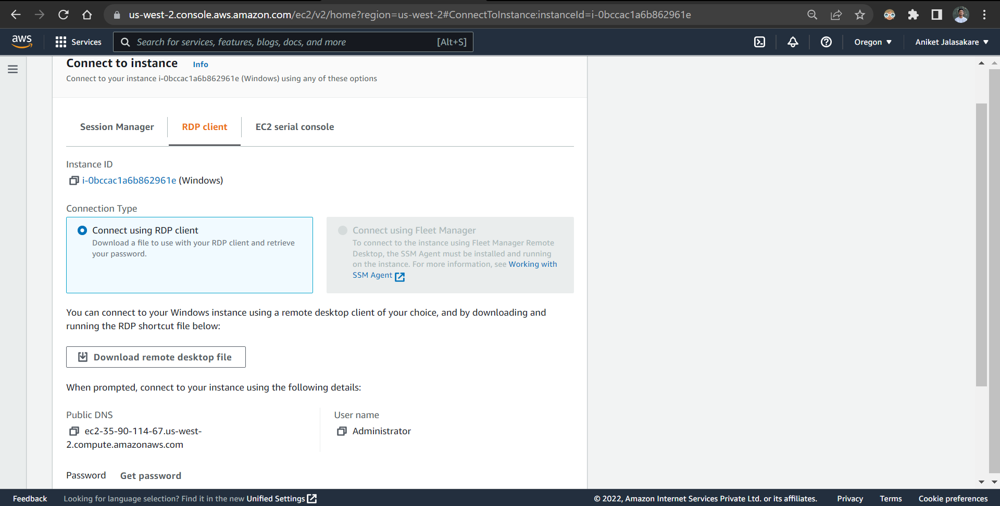 us-west-2.console.aws.amazon.com/ec2/v2/home?region=us-west-2#ConnectToInstance:instanceId=i-0bccac1a6b862961e
aws
Services
Search for services, features, blogs, docs, and more
[Alt+S]
Oregon
Aniket Jalasakare
Connect to instance
Info
Connect to your instance i-0bccac1a6b862961e (Windows) using any of these options
Session Manager
RDP client
EC2 serial console
Instance ID
i-0bccac1a6b862961e (Windows)
Connection Type
Connect using RDP client
Download a file to use with your RDP client and retrieve
your password.
Connect using Fleet Manager
To connect to the instance using Fleet Manager Remote
Desktop, the SSM Agent must be installed and running
on the instance. For more information, see Working with
SSM Agent
You can connect to your Windows instance using a remote desktop client of your choice, and by downloading and
running the RDP shortcut file below:
Download remote desktop file
When prompted, connect to your instance using the following details:
Public DNS
ec2-35-90-114-67.us-west-
2.compute.amazonaws.com
User name
Administrator
Password
Get password
Feedback
Looking for language selection? Find it in the new Unified Settings
© 2022, Amazon Internet Services Private Ltd. or its affiliates.
Privacy
Terms
Cookie preferences